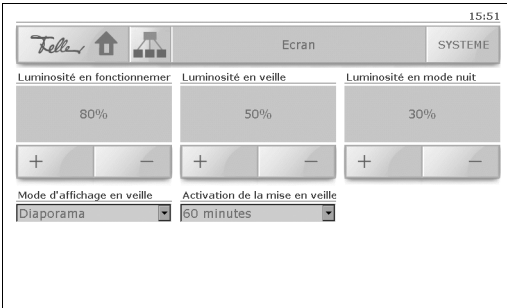 15:51
Feller Ecran SYSTEME
Luminosité en fonctionnemer Luminosité en veille Luminosité en mode nuit
80% 50% 30%
+ − + − + −
Mode d'affichage en veille Activation de la mise en veille
Diaporama 60 minutes